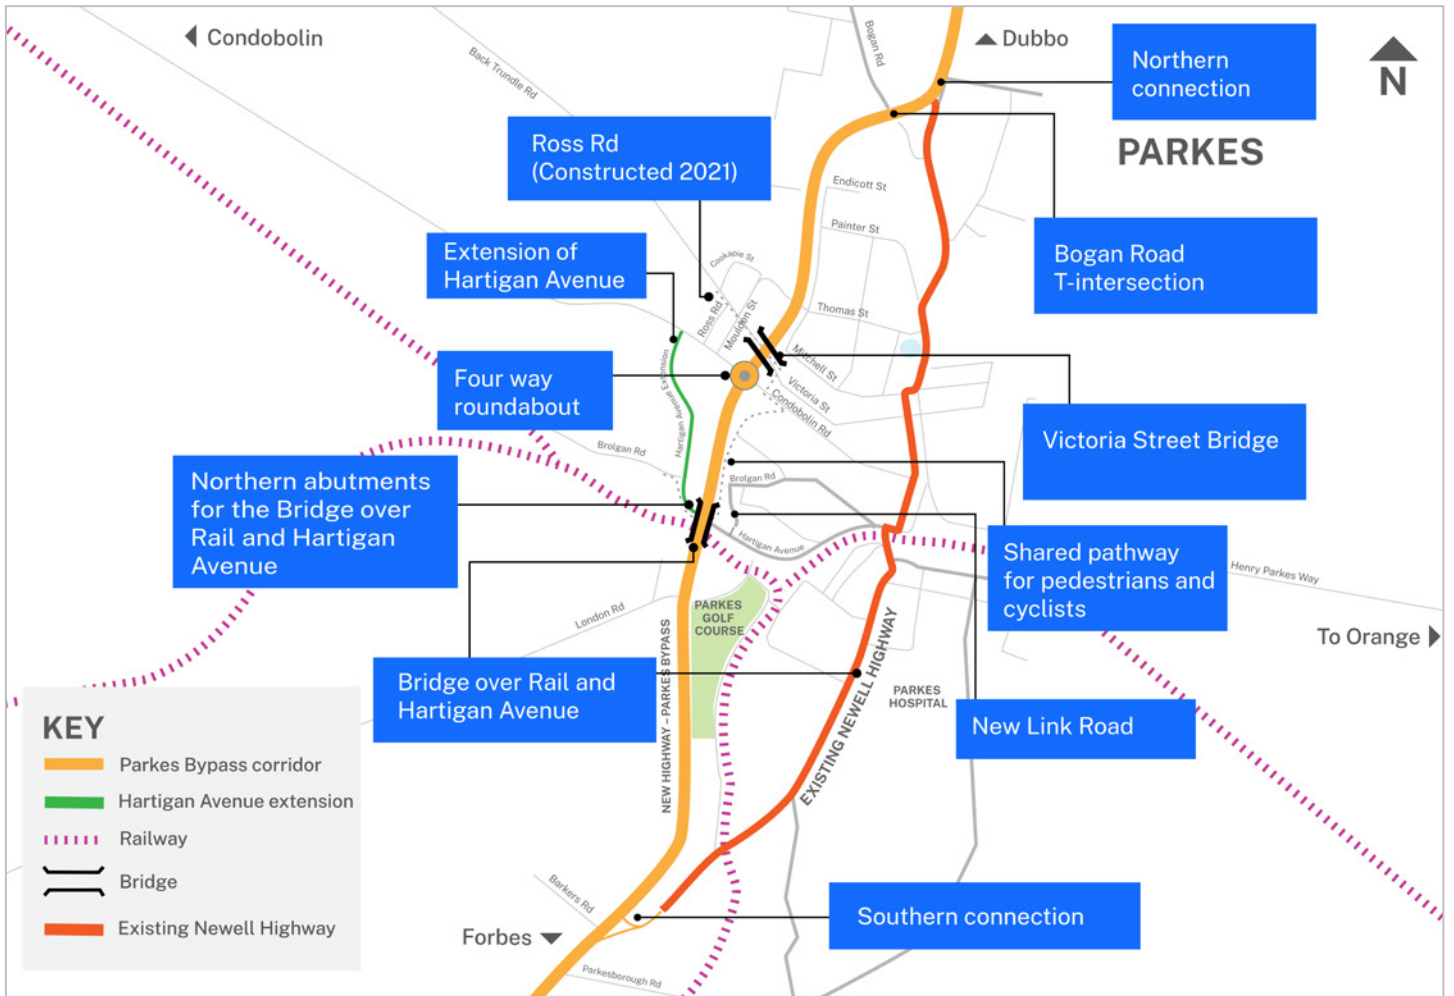 Condobolin
Dubbo
N
PARKES
Northern
connection
Bogan Rd
Back Trundle Rd
Ross Rd
(Constructed 2021)
Endicott St
Painter St
Bogan Road
T-intersection
Extension of
Hartigan Avenue
Cookapie St
Ross Rd
Moulden St
Thomas St
Mitchell St
Victoria St
Condobolin Rd
Hartigan Avenue Extension
Four way
roundabout
Victoria Street Bridge
Brolgan Rd
Brolgan Rd
Northern abutments
for the Bridge over
Rail and Hartigan
Avenue
Hartigan Avenue
Shared pathway
for pedestrians and
cyclists
Henry Parkes Way
To Orange
London Rd
PARKES
GOLF
COURSE
NEW HIGHWAY – PARKES BYPASS
EXISTING NEWELL HIGHWAY
PARKES
HOSPITAL
Bridge over Rail and
Hartigan Avenue
New Link Road
KEY
Parkes Bypass corridor
Hartigan Avenue extension
Railway
Bridge
Existing Newell Highway
Barkers Rd
Southern connection
Forbes
Parkesborough Rd